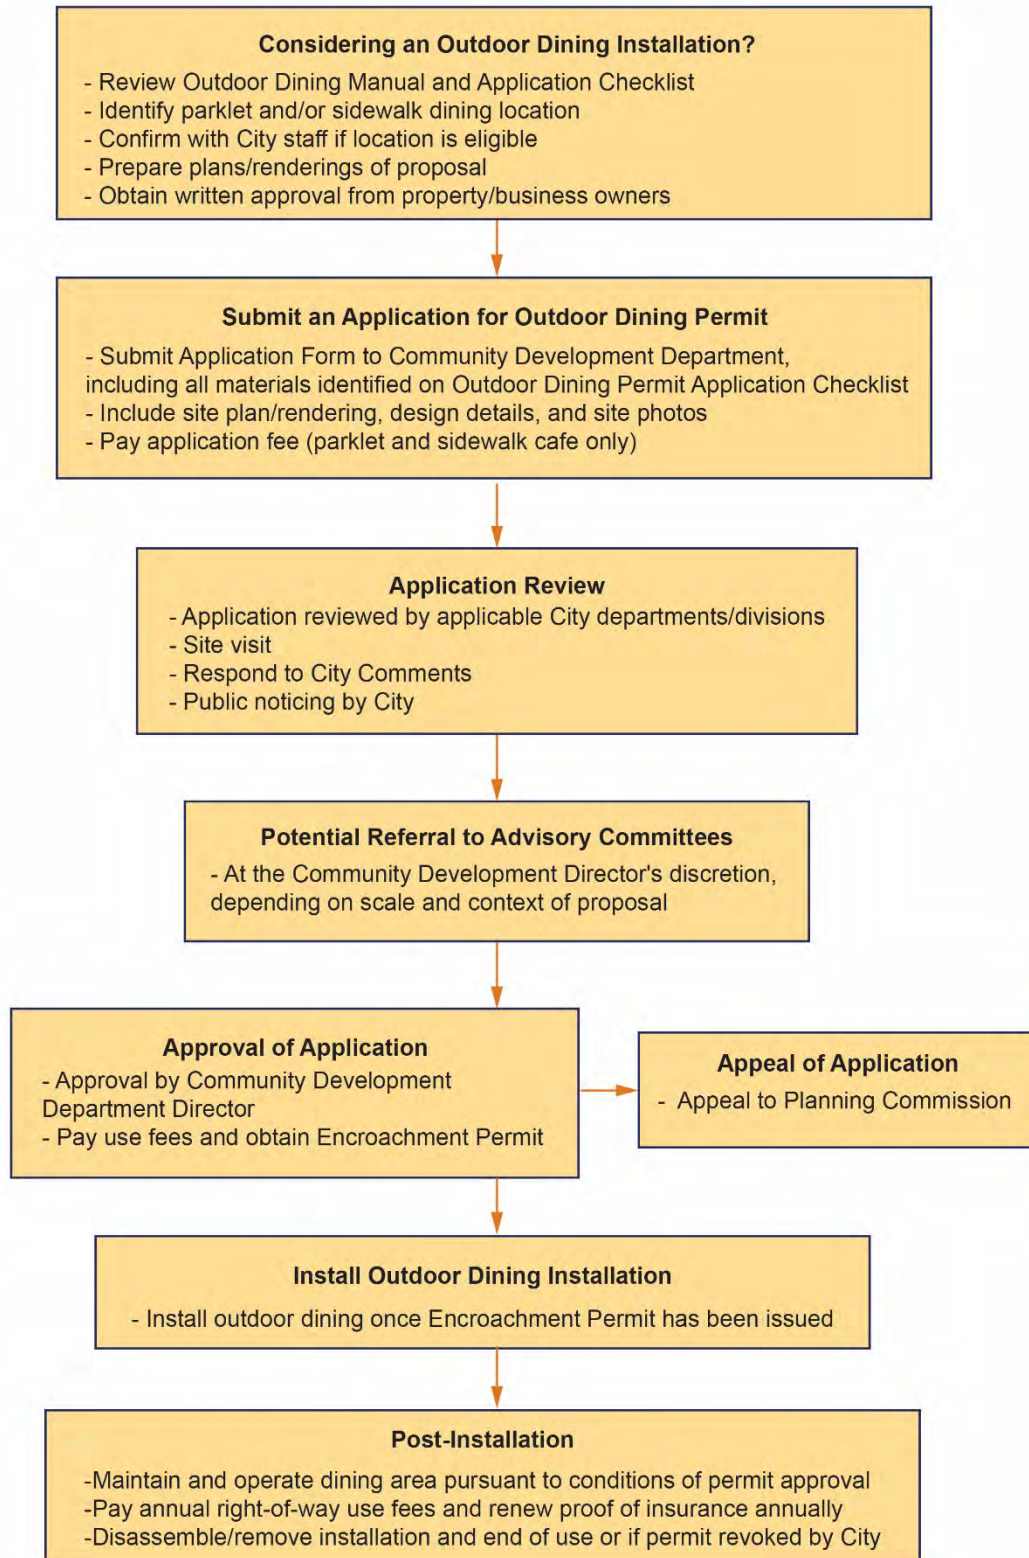 Considering an Outdoor Dining Installation?
- Review Outdoor Dining Manual and Application Checklist
- Identify parklet and/or sidewalk dining location
- Confirm with City staff if location is eligible
- Prepare plans/renderings of proposal
- Obtain written approval from property/business owners
Submit an Application for Outdoor Dining Permit
- Submit Application Form to Community Development Department,
including all materials identified on Outdoor Dining Permit Application Checklist
- Include site plan/rendering, design details, and site photos
- Pay application fee (parklet and sidewalk cafe only)
Application Review
- Application reviewed by applicable City departments/divisions
- Site visit
- Respond to City Comments
- Public noticing by City
Potential Referral to Advisory Committees
- At the Community Development Director's discretion,
depending on scale and context of proposal
Approval of Application
- Approval by Community Development
Department Director
- Pay use fees and obtain Encroachment Permit
Appeal of Application
- Appeal to Planning Commission
Install Outdoor Dining Installation
- Install outdoor dining once Encroachment Permit has been issued
Post-Installation
-Maintain and operate dining area pursuant to conditions of permit approval
-Pay annual right-of-way use fees and renew proof of insurance annually
-Disassemble/remove installation and end of use or if permit revoked by City